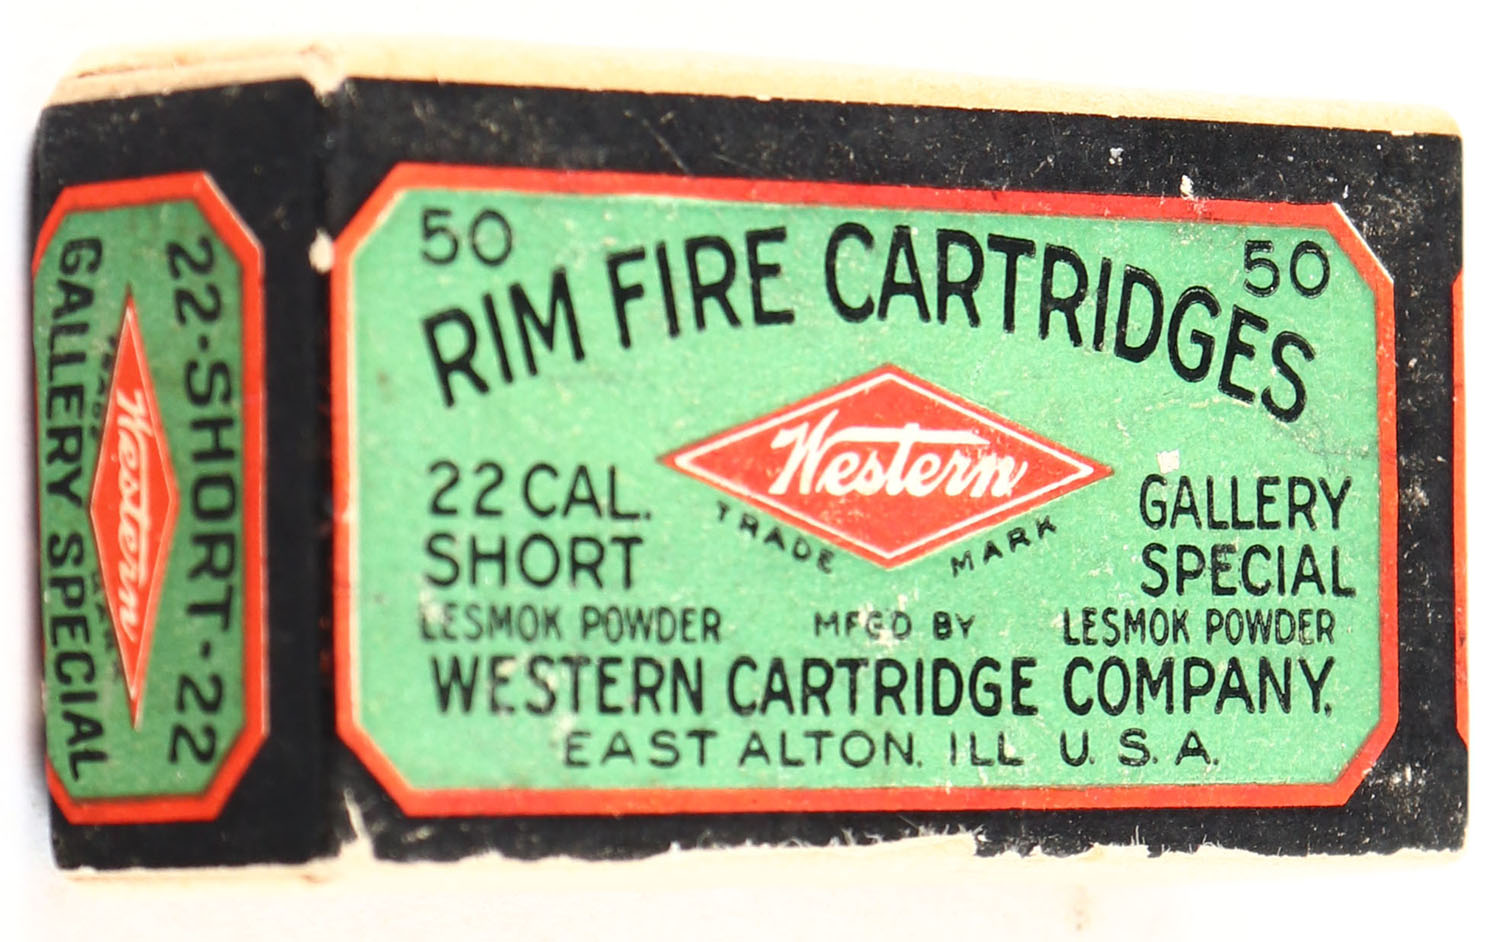 50 50
RIM FIRE CARTRIDGES
Western
TRADE MARK
22 CAL. GALLERY
SHORT SPECIAL
LESMOK POWDER MFG'D BY LESMOK POWDER
WESTERN CARTRIDGE COMPANY.
EAST ALTON. ILL U. S. A.
22-SHORT-22
Western
GALLERY SPECIAL